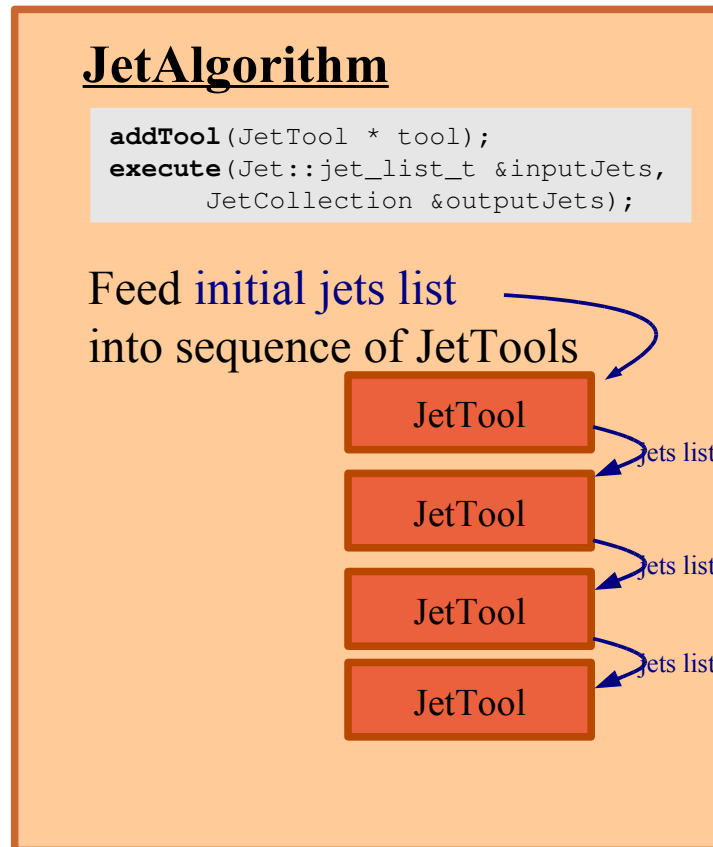 JetAlgorithm
addTool(JetTool * tool);
execute(Jet::jet_list_t &inputJets,
JetCollection &outputJets);
Feed initial jets list
into sequence of JetTools
JetTool
jets list
JetTool
jets list
JetTool
jets list
JetTool